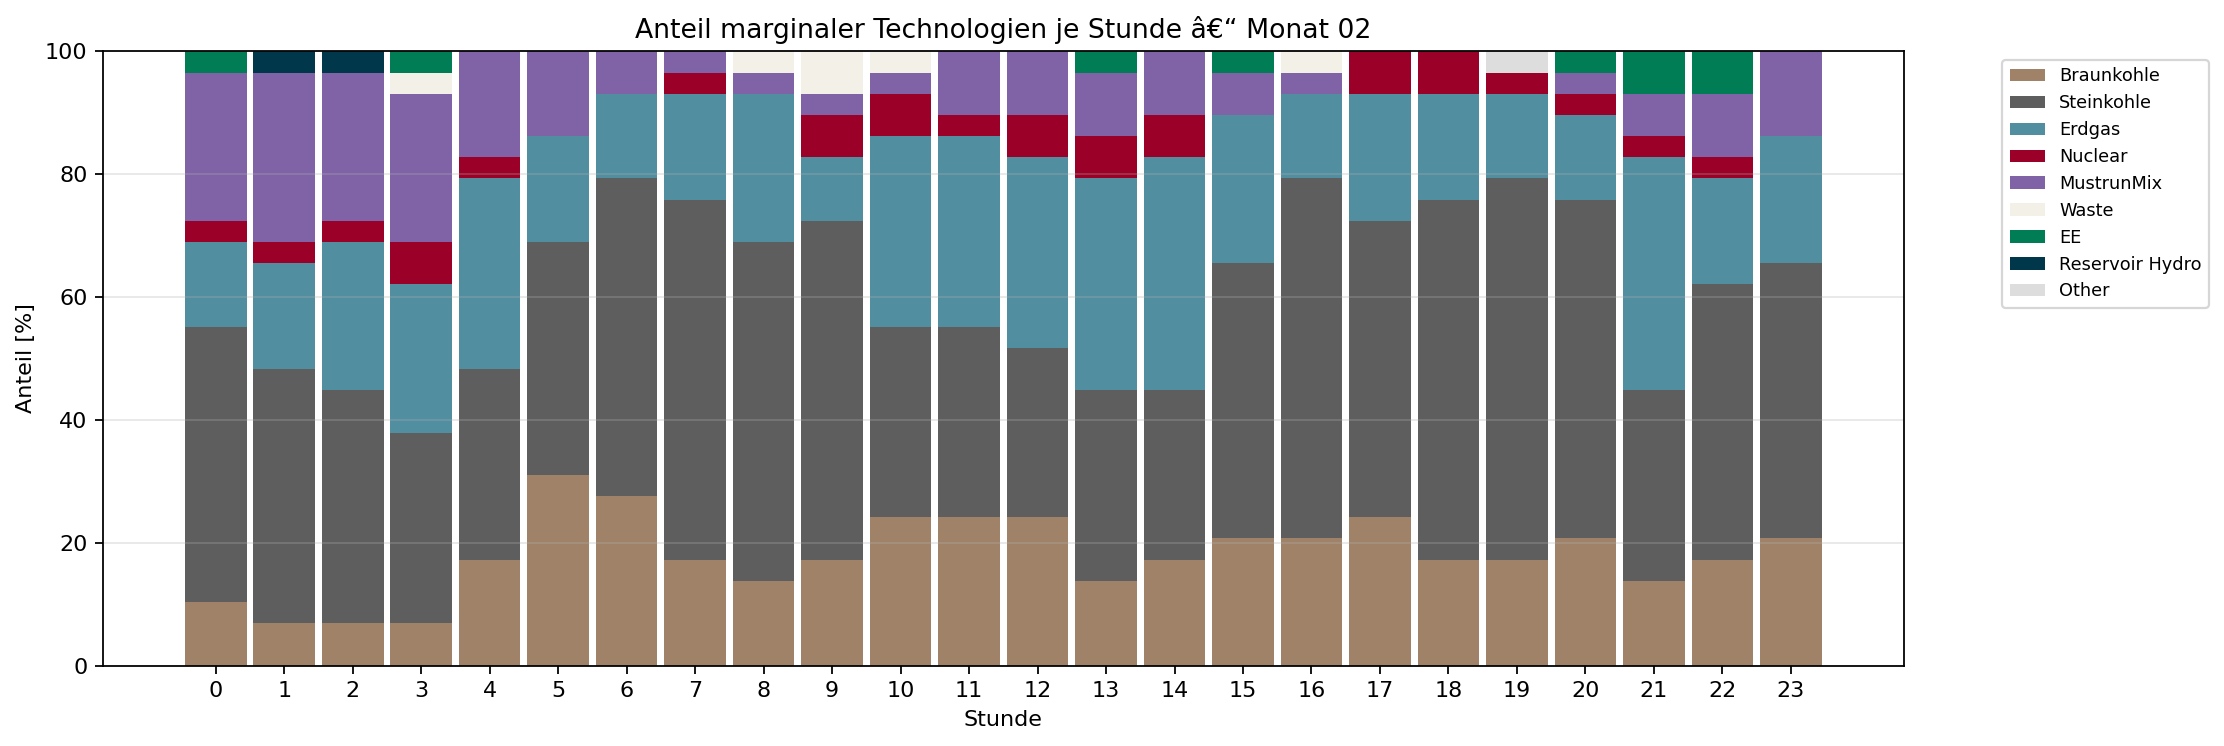 Anteil marginaler Technologien je Stunde â€“ Monat 02
Anteil [%]
100
80
60
40
20
0
0 1 2 3 4 5 6 7 8 9 10 11 12 13 14 15 16 17 18 19 20 21 22 23
Stunde
Braunkohle
Steinkohle
Erdgas
Nuclear
MustrunMix
Waste
EE
Reservoir Hydro
Other